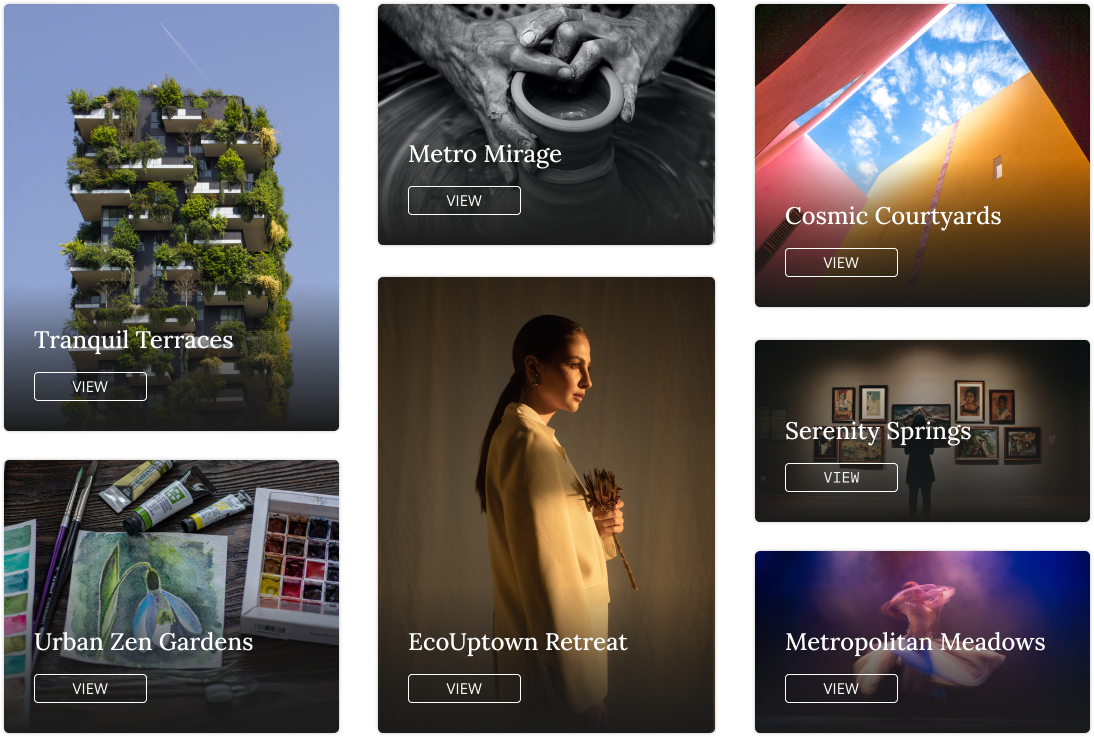 Tranquil Terraces
VIEW
Urban Zen Gardens
VIEW
Metro Mirage
VIEW
EcoUptown Retreat
VIEW
Cosmic Courtyards
VIEW
Serenity Springs
VIEW
Metropolitan Meadows
VIEW